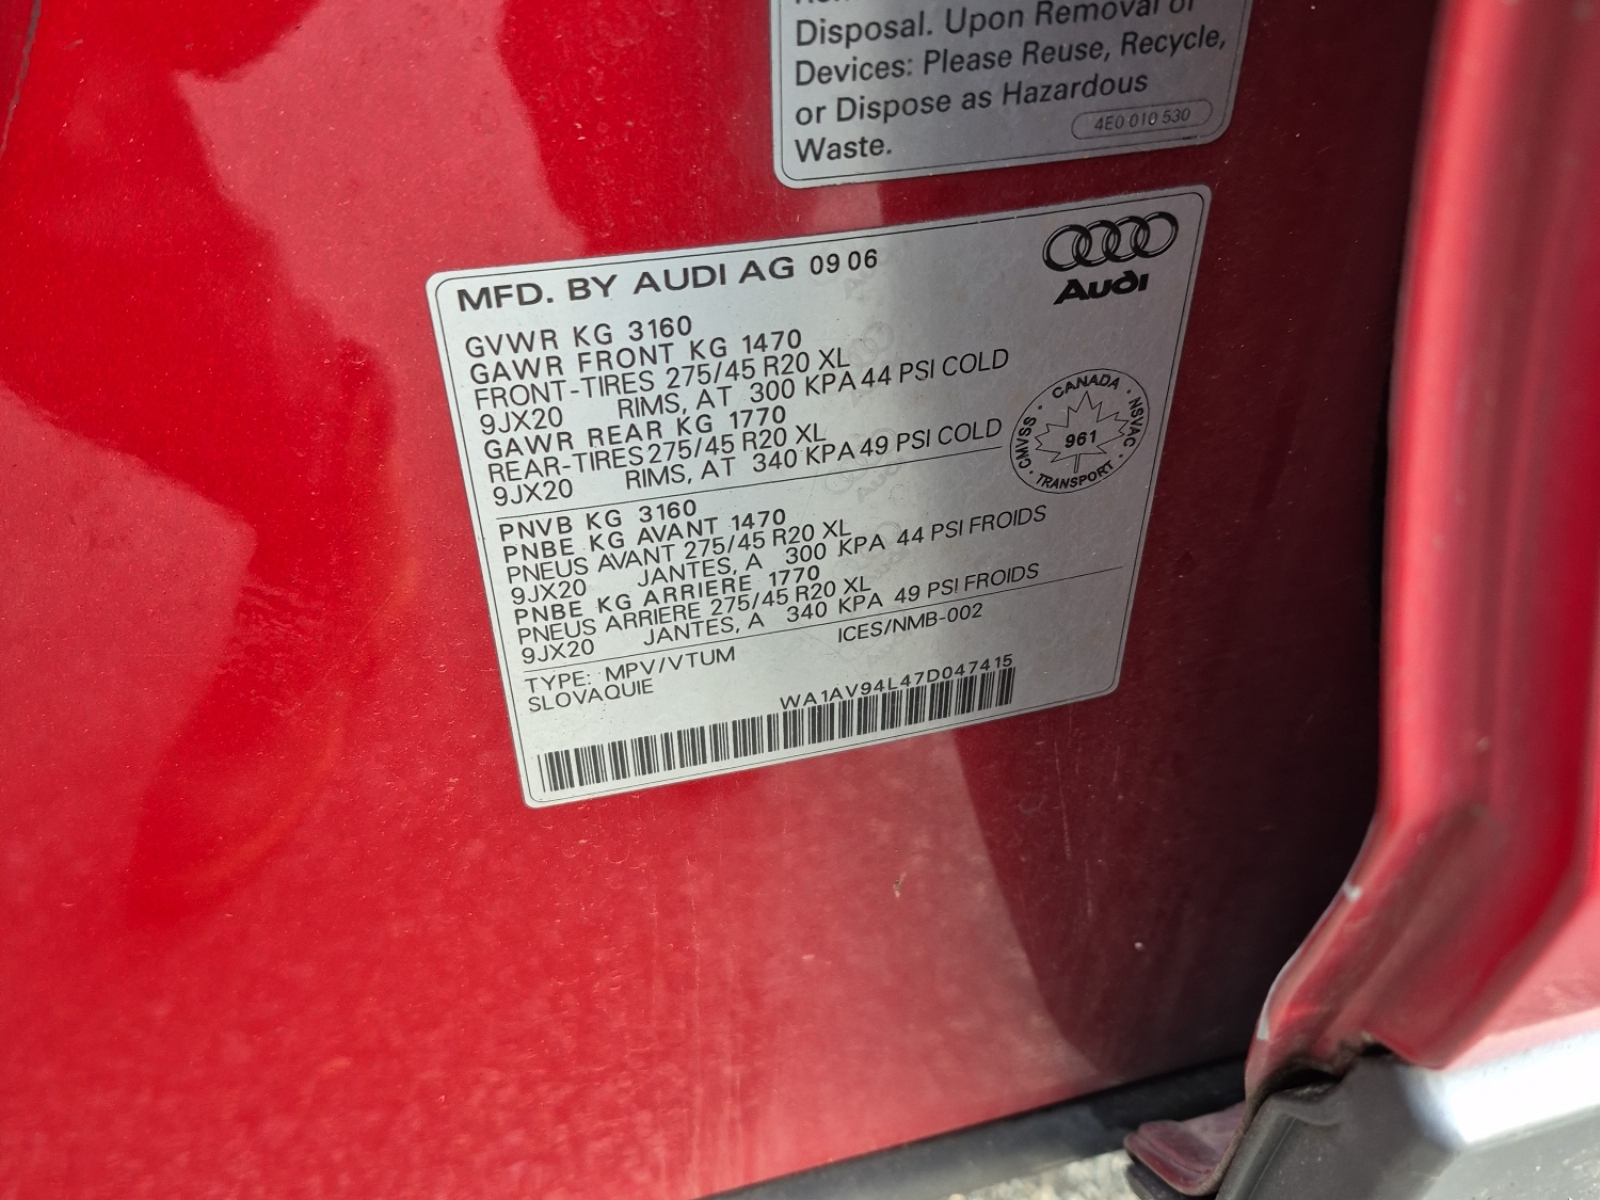 Disposal. Upon Removal of
Devices: Please Reuse, Recycle,
or Dispose as Hazardous
Waste.
4E0 010 530
MFD. BY AUDI AG 09 06
Audi
GVWR KG 3160
GAWR FRONT KG 1470
FRONT-TIRES 275/45 R20 XL
9JX20 RIMS, AT 300 KPA 44 PSI COLD
GAWR REAR KG 1770
REAR-TIRES 275/45 R20 XL
9JX20 RIMS, AT 340 KPA 49 PSI COLD
CANADA
CMVSS
961
NSVAC
TRANSPORT
PNVB KG 3160
PNBE KG AVANT 1470
PNEUS AVANT 275/45 R20 XL
9JX20 JANTES, A 300 KPA 44 PSI FROIDS
PNBE KG ARRIERE 1770
PNEUS ARRIERE 275/45 R20 XL
9JX20 JANTES, A 340 KPA 49 PSI FROIDS
TYPE: MPV/VTUM ICES/NMB-002
SLOVAQUIE
WA1AV94L47D047415